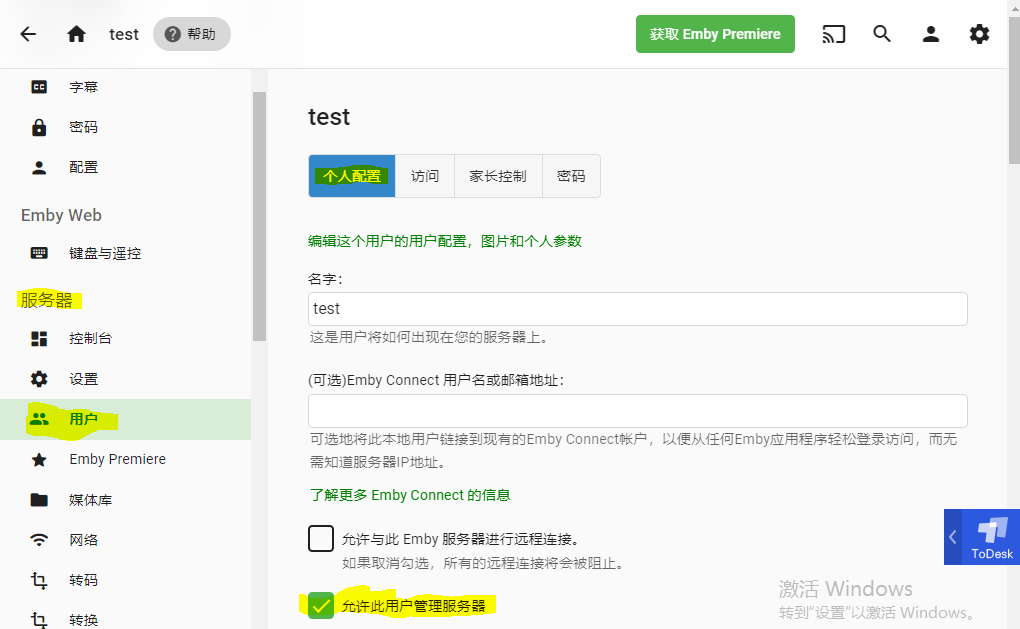 test
帮助
获取 Emby Premiere
字幕
密码
配置
Emby Web
键盘与遥控
服务器
控制台
设置
用户
Emby Premiere
媒体库
网络
转码
转换
test
个人配置
访问
家长控制
密码
编辑这个用户的用户配置，图片和个人参数
名字:
test
这是用户将如何出现在您的服务器上。
(可选)Emby Connect 用户名或邮箱地址:
可选地将此本地用户链接到现有的Emby Connect帐户，以便从任何Emby应用程序轻松登录访问，而无
需知道服务器IP地址。
了解更多 Emby Connect 的信息
允许与此 Emby 服务器进行远程连接。
如果取消勾选，所有的远程连接将会被阻止。
允许此用户管理服务器
ToDesk
激活 Windows
转到"设置"以激活 Windows。